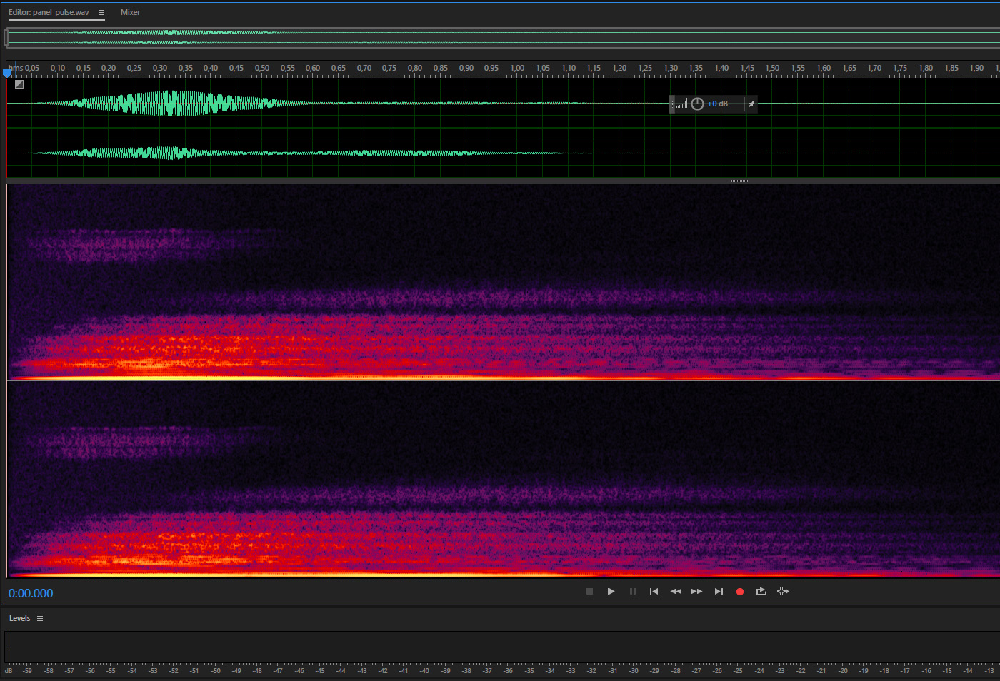 Editor: panel_pulse.wav ☰ Mixer
hms 0,05 0,10 0,15 0,20 0,25 0,30 0,35 0,40 0,45 0,50 0,55 0,60 0,65 0,70 0,75 0,80 0,85 0,90 0,95 1,00 1,05 1,10 1,15 1,20 1,25 1,30 1,35 1,40 1,45 1,50 1,55 1,60 1,65 1,70 1,75 1,80 1,85 1,90
+0 dB
0:00.000
Levels ☰
dB -59 -58 -57 -56 -55 -54 -53 -52 -51 -50 -49 -48 -47 -46 -45 -44 -43 -42 -41 -40 -39 -38 -37 -36 -35 -34 -33 -32 -31 -30 -29 -28 -27 -26 -25 -24 -23 -22 -21 -20 -19 -18 -17 -16 -15 -14 -13